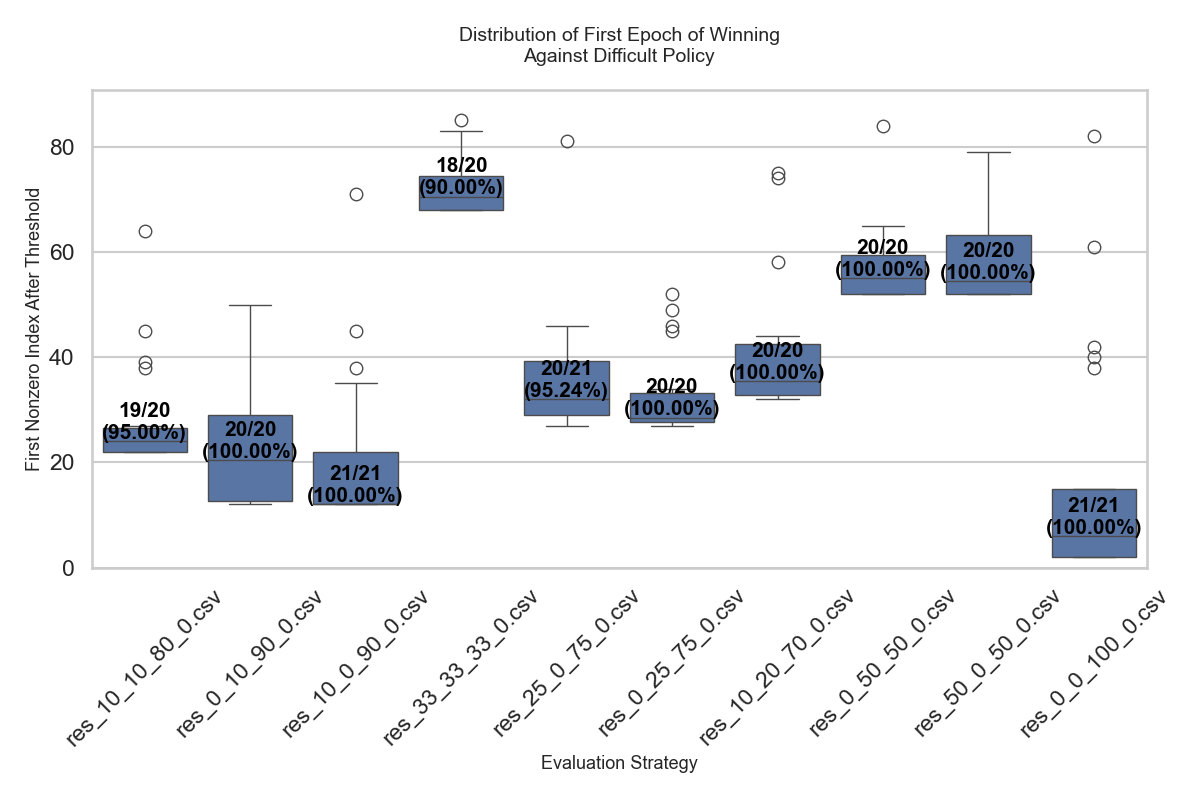 Distribution of First Epoch of Winning
Against Difficult Policy
First Nonzero Index After Threshold
80
60
40
20
0
19/20
(95.00%)
20/20
(100.00%)
21/21
(100.00%)
18/20
(90.00%)
20/21
(95.24%)
20/20
(100.00%)
20/20
(100.00%)
20/20
(100.00%)
20/20
(100.00%)
21/21
(100.00%)
res_10_10_80_0.csv
res_0_10_90_0.csv
res_10_0_90_0.csv
res_33_33_33_0.csv
res_25_0_75_0.csv
res_0_25_75_0.csv
res_10_20_70_0.csv
res_0_50_50_0.csv
res_50_0_50_0.csv
res_0_0_100_0.csv
Evaluation Strategy